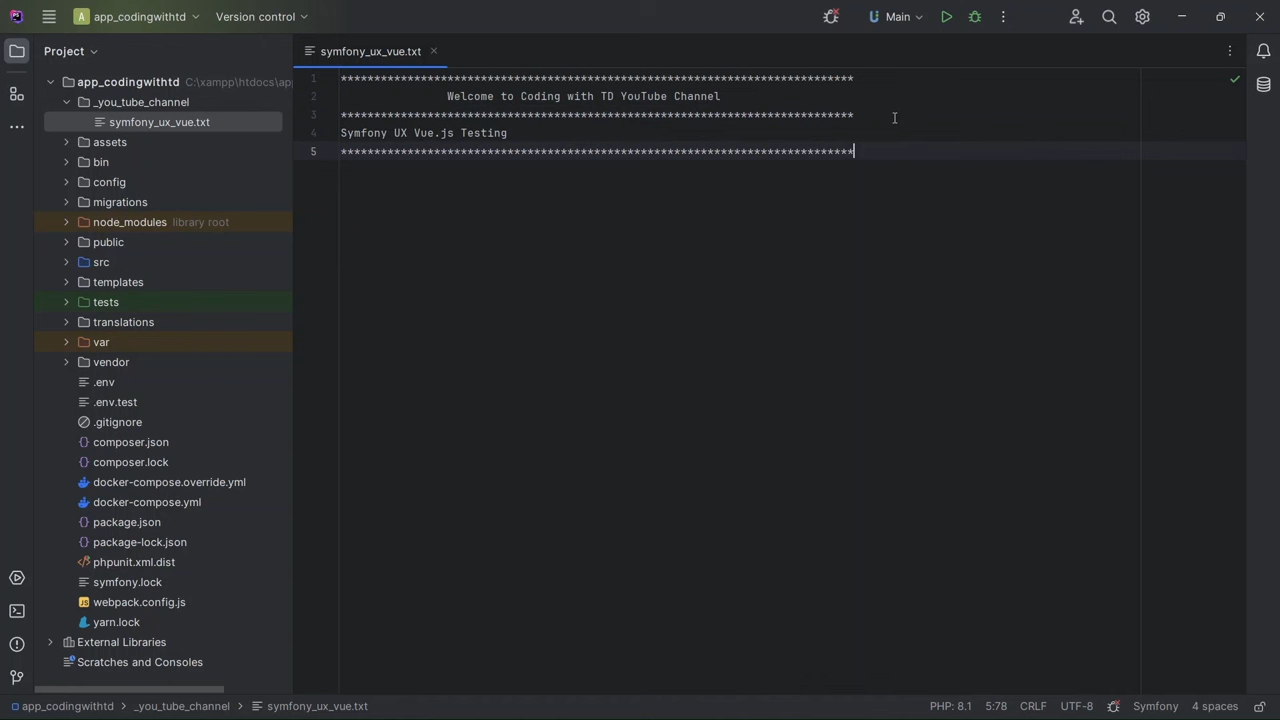 A app_codingwithtd Version control Main
Project
symfony_ux_vue.txt
app_codingwithtd C:\xampp\htdocs\app
_you_tube_channel
symfony_ux_vue.txt
assets
bin
config
migrations
node_modules library root
public
src
templates
tests
translations
var
vendor
.env
.env.test
.gitignore
composer.json
composer.lock
docker-compose.override.yml
docker-compose.yml
package.json
package-lock.json
phpunit.xml.dist
symfony.lock
webpack.config.js
yarn.lock
External Libraries
Scratches and Consoles
1 *****************************************************************************
2 Welcome to Coding with TD YouTube Channel
3 *****************************************************************************
4 Symfony UX Vue.js Testing
5 *****************************************************************************
app_codingwithtd _you_tube_channel symfony_ux_vue.txt PHP: 8.1 5:78 CRLF UTF-8 Symfony 4 spaces